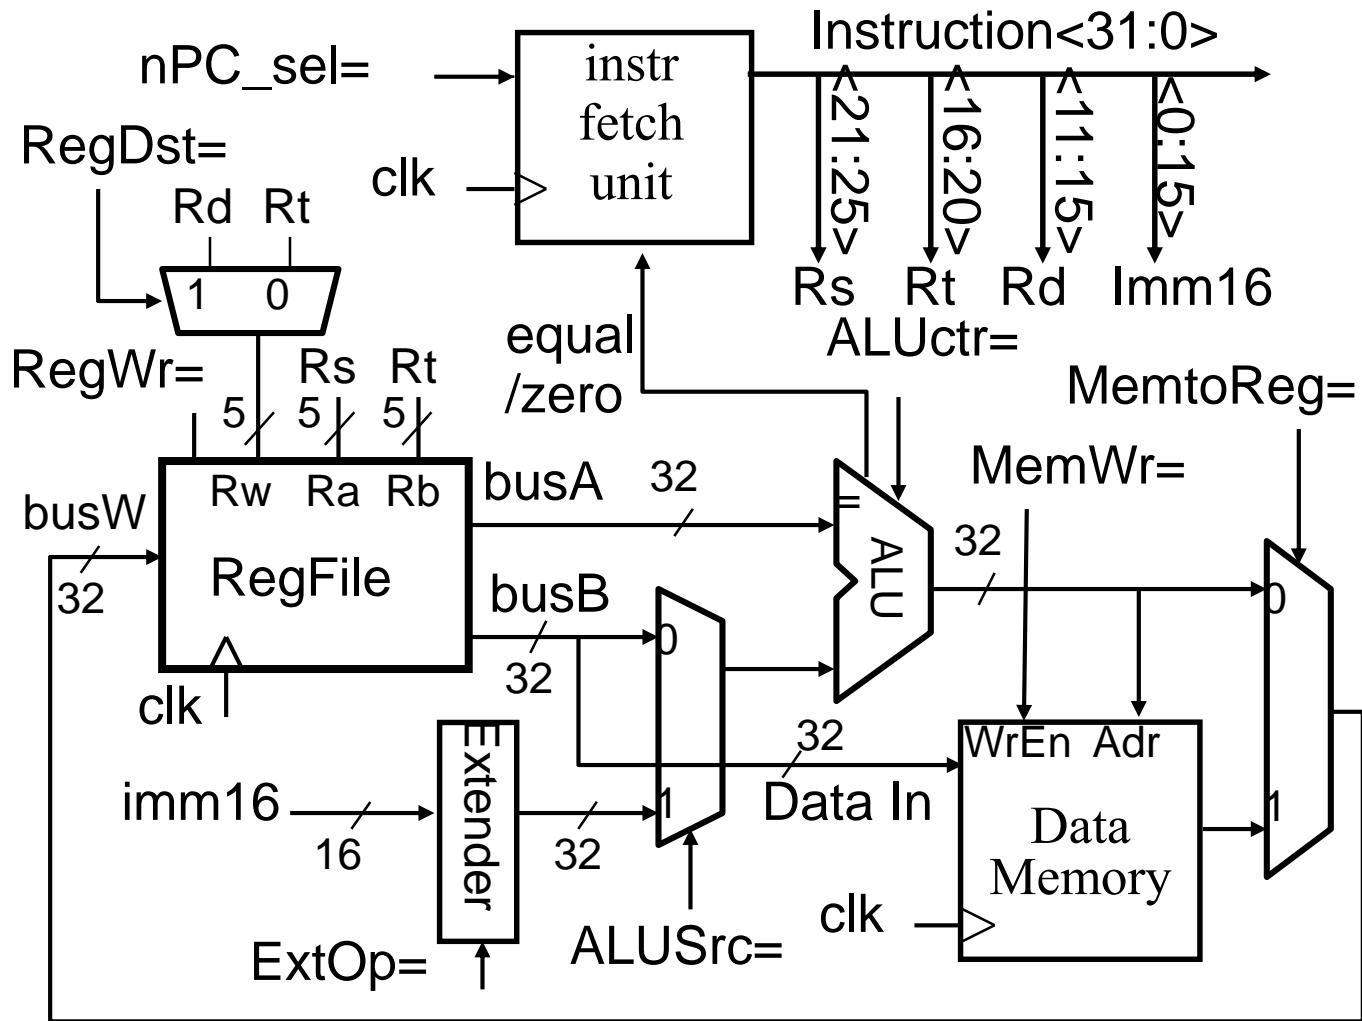 Instruction<31:0>
nPC_sel=
instr
fetch
unit
RegDst=
clk
<21:25>
<16:20>
<11:15>
<0:15>
Rd Rt
1 0
Rs Rt Rd Imm16
equal
/zero
ALUctr=
RegWr=
Rs Rt
5 5 5
MemtoReg=
MemWr=
Rw Ra Rb
busA
32
busW
32
RegFile
=
ALU
32
busB
32
0
0
clk
Extender
WrEn Adr
32
imm16
16
32
1
Data In
Data
Memory
1
clk
ExtOp=
ALUSrc=